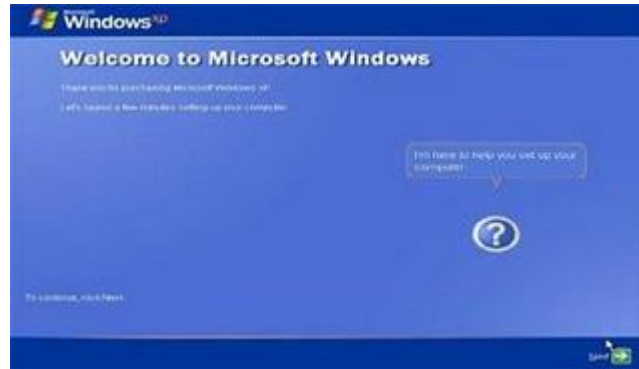 Microsoft
Windows xp
Welcome to Microsoft Windows
Thank you for purchasing Microsoft Windows XP.
Let's spend a few minutes setting up your computer.
I'm here to help you set up your
computer.
?
To continue, click Next.
Next